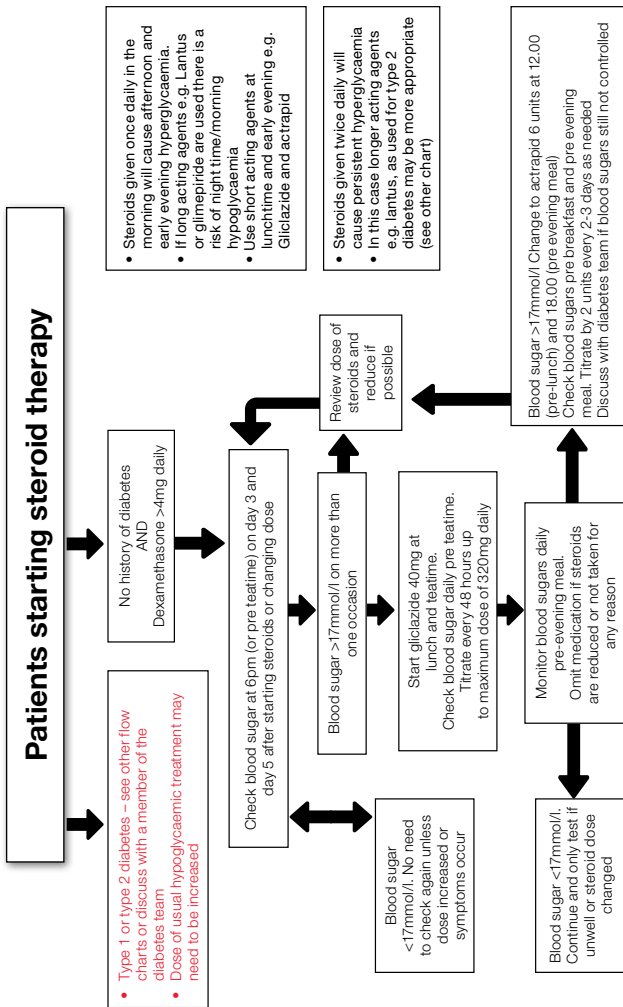 Patients starting steroid therapy
• Type 1 or type 2 diabetes – see other flow
charts or discuss with a member of the
diabetes team
• Dose of usual hypoglycaemic treatment may
need to be increased
No history of diabetes
AND
Dexamethasone >4mg daily
• Steroids given once daily in the
morning will cause afternoon and
early evening hyperglycaemia.
• If long acting agents e.g. Lantus
or glimepiride are used there is a
risk of night time/morning
hypoglycaemia
• Use short acting agents at
lunchtime and early evening e.g.
Gliclazide and actrapid
Check blood sugar at 6pm (or pre teatime) on day 3 and
day 5 after starting steroids or changing dose
Blood sugar
<17mmol/l. No need
to check again unless
dose increased or
symptoms occur
Blood sugar >17mmol/l on more than
one occasion
Review dose of
steroids and
reduce if
possible
• Steroids given twice daily will
cause persistent hyperglycaemia
• In this case longer acting agents
e.g. lantus, as used for type 2
diabetes may be more appropriate
(see other chart)
Start gliclazide 40mg at
lunch and teatime.
Check blood sugar daily pre teatime.
Titrate every 48 hours up
to maximum dose of 320mg daily
Monitor blood sugars daily
pre-evening meal.
Omit medication if steroids
are reduced or not taken for
any reason
Blood sugar <17mmol/l.
Continue and only test if
unwell or steroid dose
changed
Blood sugar >17mmol/l Change to actrapid 6 units at 12.00
(pre-lunch) and 18.00 (pre evening meal)
Check blood sugars pre breakfast and pre evening
meal. Titrate by 2 units every 2-3 days as needed
Discuss with diabetes team if blood sugars still not controlled